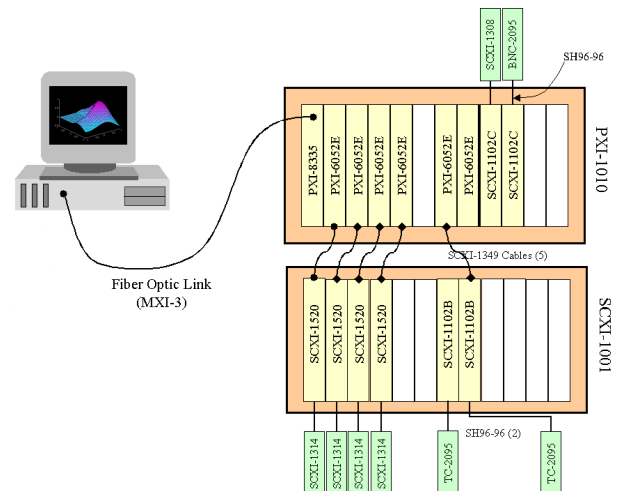 SCXI-1308
BNC-2095
SH96-96
PXI-8335
PXI-6052E
PXI-6052E
PXI-6052E
PXI-6052E
PXI-6052E
PXI-6052E
SCXI-1102C
SCXI-1102C
PXI-1010
Fiber Optic Link
(MXI-3)
SCXI-1349 Cables (5)
SCXI-1520
SCXI-1520
SCXI-1520
SCXI-1520
SCXI-1102B
SCXI-1102B
SCXI-1001
SH96-96 (2)
SCXI-1314
SCXI-1314
SCXI-1314
SCXI-1314
TC-2095
TC-2095